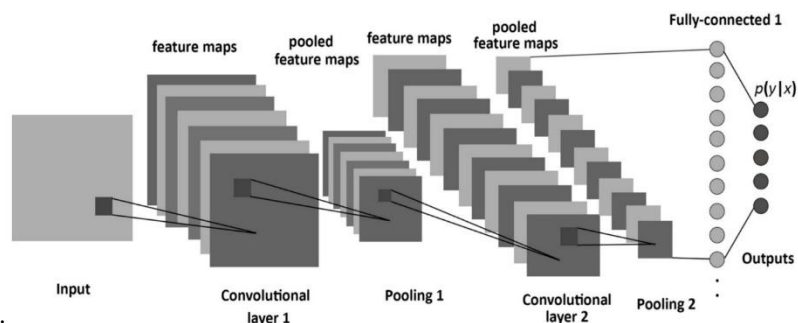 Fully-connected 1
feature maps
pooled
feature maps
feature maps
pooled
feature maps
p(y|x)
Outputs
Input
Convolutional
layer 1
Pooling 1
Convolutional
layer 2
Pooling 2